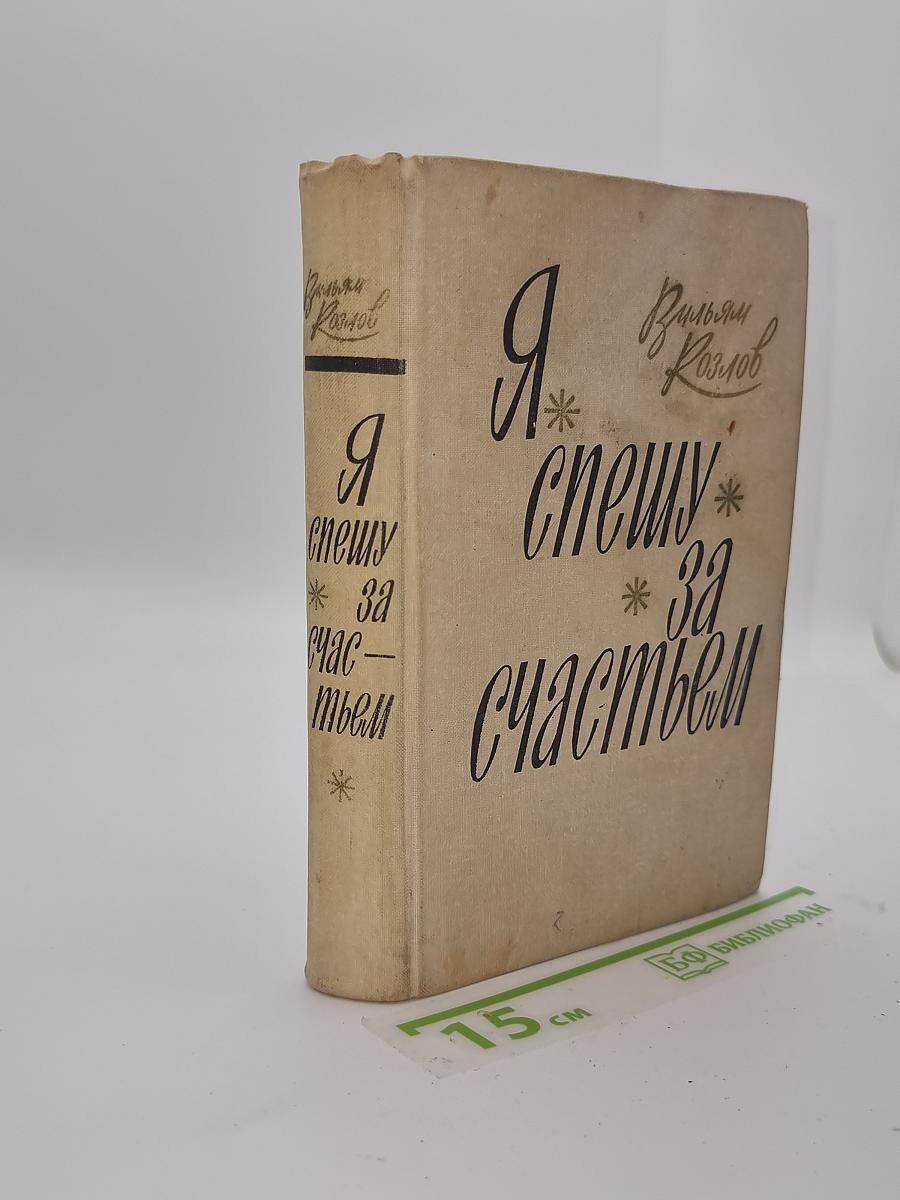 Вильям
Козлов
Я
спешу
за
счас—
тьем
Вильям
Козлов
Я
спешу
за
счастьем
15 см
БФ БИБЛИОФАН